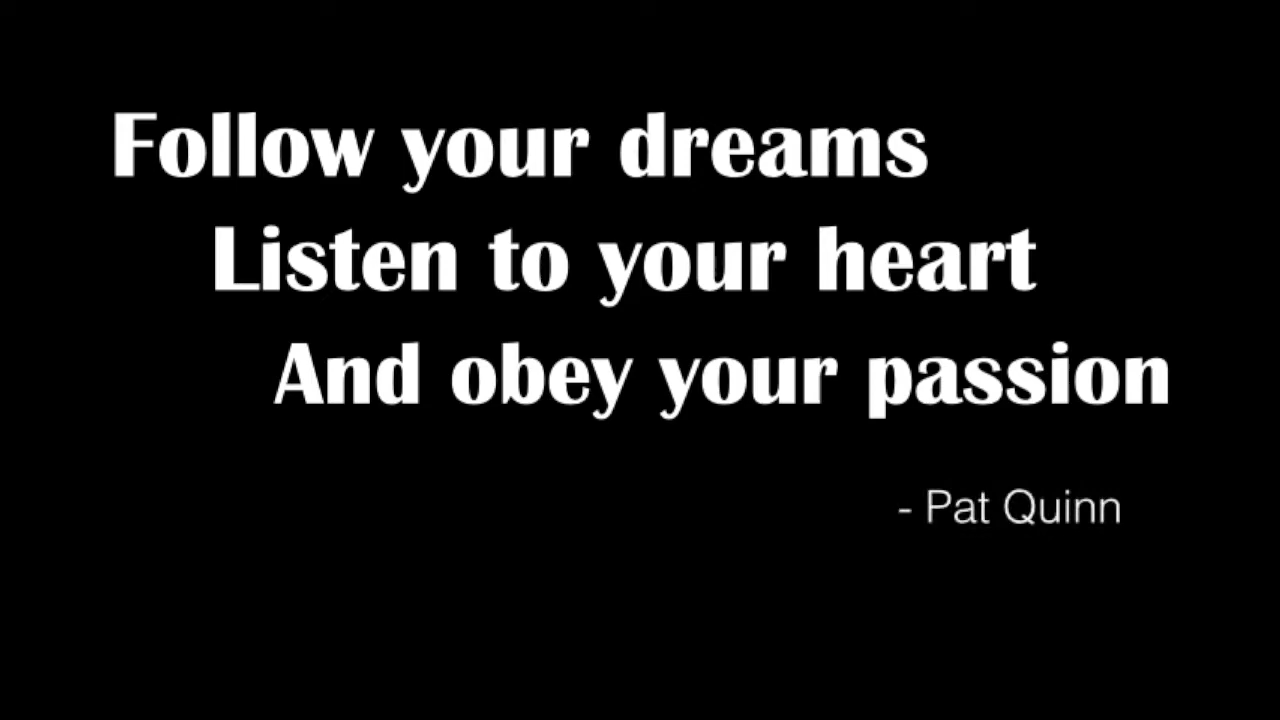 Follow your dreams
Listen to your heart
And obey your passion
- Pat Quinn